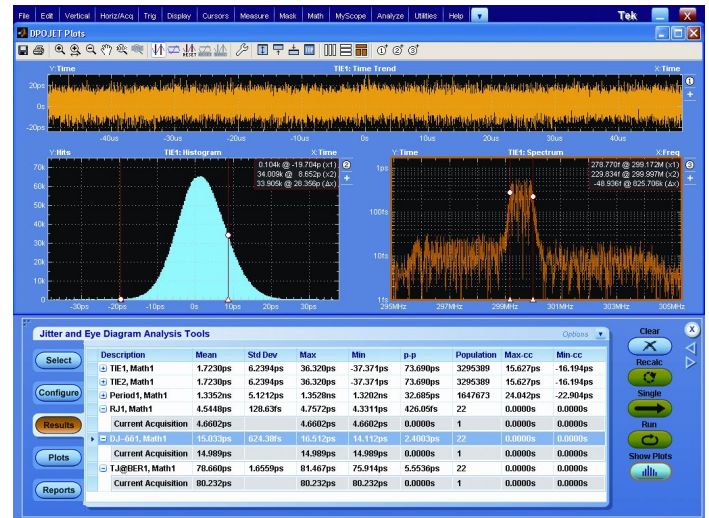 File Edit Vertical Horiz/Acq Trig Display Cursors Measure Mask Math MyScope Analyze Utilities Help Tek X
DPOJET Plots
RESET
Y:Time TIE1: Time Trend X:Time
20ps
0s
-20ps
-40us -30us -20us -10us 0s 10us 20us 30us 40us
Y:Hits TIE1: Histogram X:Time
0.104k @ -19.704p (x1)
34.009k @ 8.652p (x2)
33.905k @ 28.356p (Δx)
70k
60k
50k
40k
30k
20k
10k
0
-30ps -20ps -10ps 0s 10ps 20ps 30ps
Y:Time TIE1: Spectrum X:Freq
278.770f @ 299.172M (x1)
229.834f @ 299.997M (x2)
-48.936f @ 825.706k (Δx)
1ps
100fs
10fs
1fs
295MHz 297MHz 299MHz 301MHz 303MHz 305MHz
Jitter and Eye Diagram Analysis Tools Options
Select
Configure
Results
Plots
Reports
Description Mean Std Dev Max Min p-p Population Max-cc Min-cc
TIE1, Math1 1.7230ps 6.2394ps 36.320ps -37.371ps 73.690ps 3295389 15.627ps -16.194ps
TIE2, Math1 1.7230ps 6.2394ps 36.320ps -37.371ps 73.690ps 3295389 15.627ps -16.194ps
Period1, Math1 1.3352ns 5.1212ps 1.3528ns 1.3202ns 32.685ps 1647673 24.042ps -22.904ps
RJ1, Math1 4.5448ps 128.63fs 4.7572ps 4.3311ps 426.05fs 22 0.0000s 0.0000s
Current Acquisition 4.6602ps 4.6602ps 4.6602ps 0.0000s 1 0.0000s 0.0000s
DJ-δδ1, Math1 15.033ps 624.38fs 16.512ps 14.112ps 2.4003ps 22 0.0000s 0.0000s
Current Acquisition 14.989ps 14.989ps 14.989ps 0.0000s 1 0.0000s 0.0000s
TJ@BER1, Math1 78.660ps 1.6559ps 81.467ps 75.914ps 5.5536ps 22 0.0000s 0.0000s
Current Acquisition 80.232ps 80.232ps 80.232ps 0.0000s 1 0.0000s 0.0000s
Clear
Recalc
Single
Run
Show Plots